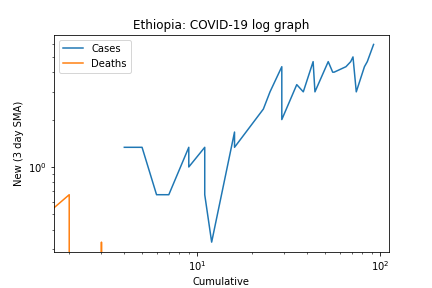 Ethiopia: COVID-19 log graph
Cases
Deaths
New (3 day SMA)
10⁰
10¹
10²
Cumulative